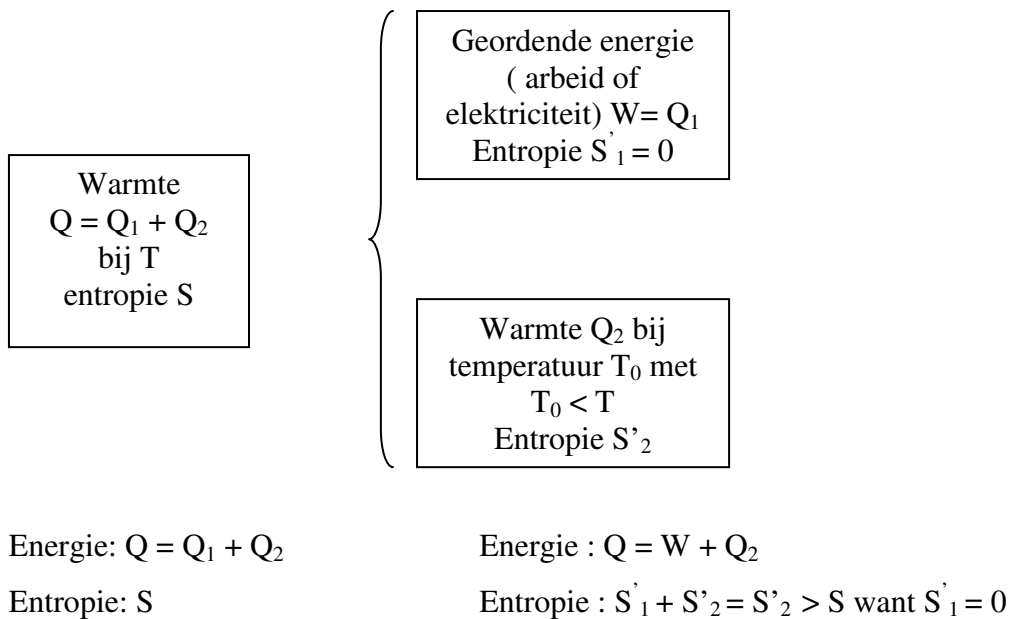 Geordende energie
( arbeid of
elektriciteit) W= Q₁
Entropie S'₁ = 0
Warmte
Q = Q₁ + Q₂
bij T
entropie S
Warmte Q₂ bij
temperatuur T₀ met
T₀ < T
Entropie S’₂
Energie: Q = Q₁ + Q₂
Energie : Q = W + Q₂
Entropie: S
Entropie : S'₁ + S’₂ = S’₂ > S want S'₁ = 0